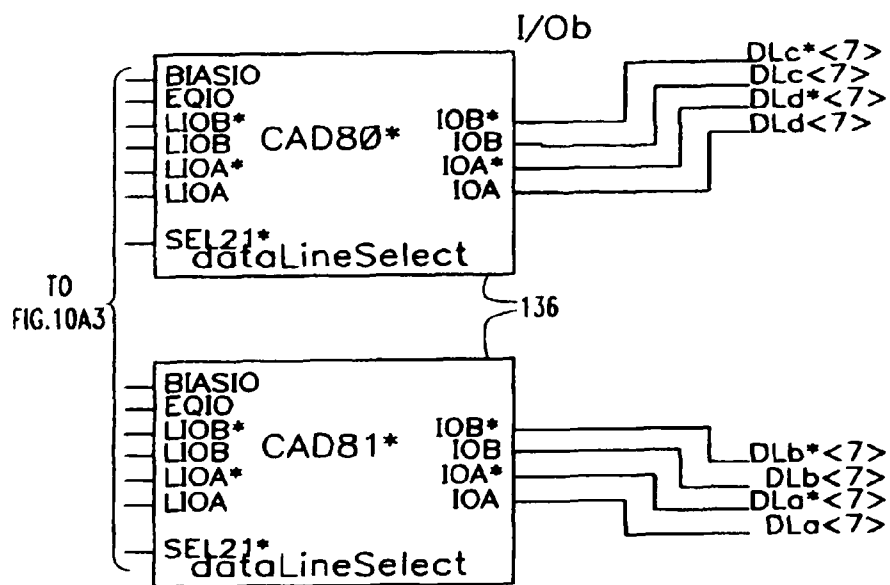 I/Ob
BIASIO
EQIO
LIOB*
LIOB
LIOA*
LIOA
SEL21*
CAD80*
dataLineSelect
IOB*
IOB
IOA*
IOA
DLc*<7>
DLc<7>
DLd*<7>
DLd<7>
TO
FIG.10A3
136
BIASIO
EQIO
LIOB*
LIOB
LIOA*
LIOA
SEL21*
CAD81*
dataLineSelect
IOB*
IOB
IOA*
IOA
DLb*<7>
DLb<7>
DLa*<7>
DLa<7>